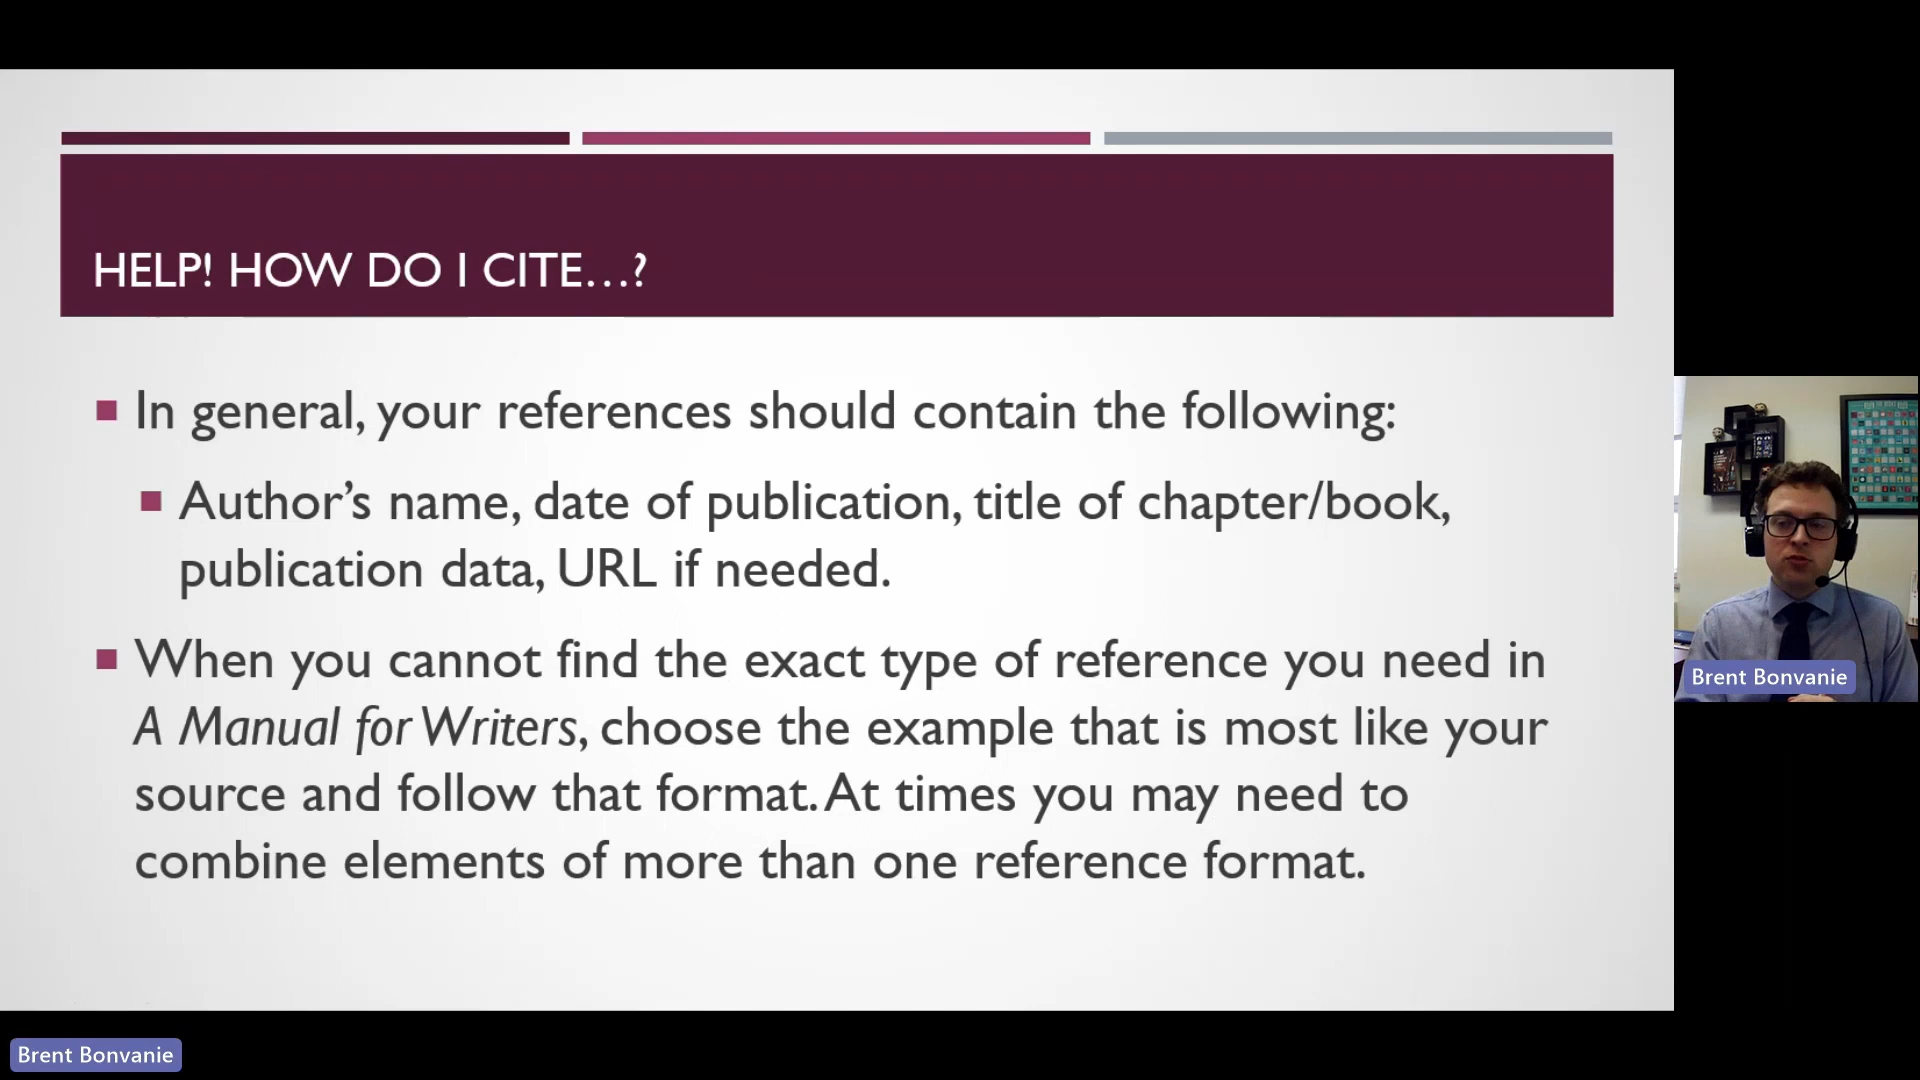 HELP! HOW DO I CITE…?
In general, your references should contain the following:
Author’s name, date of publication, title of chapter/book,
publication data, URL if needed.
When you cannot find the exact type of reference you need in
A Manual for Writers, choose the example that is most like your
source and follow that format. At times you may need to
combine elements of more than one reference format.
Brent Bonvanie
Brent Bonvanie